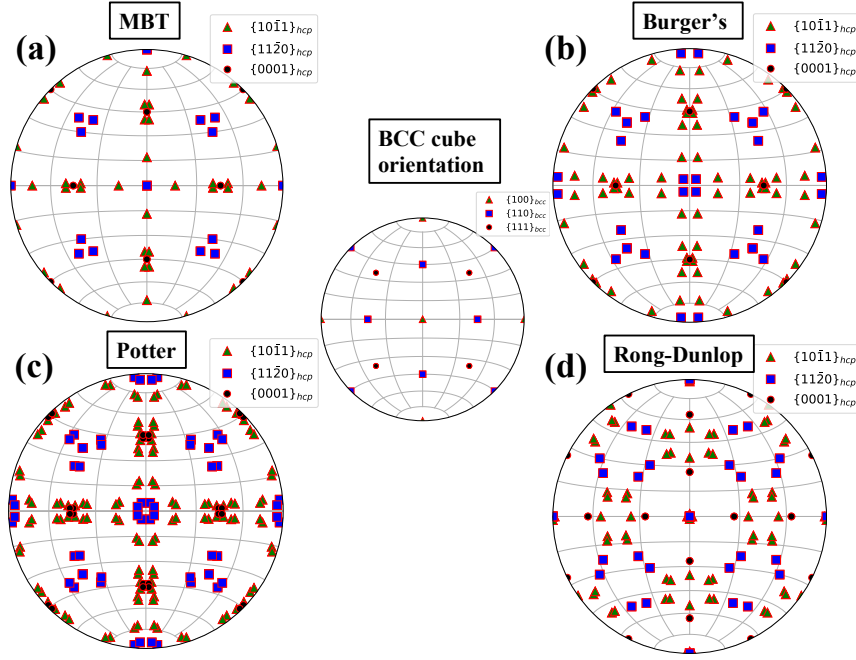 MBT
(a)
{101̄1}hcp
{112̄0}hcp
{0001}hcp
Burger's
(b)
{101̄1}hcp
{112̄0}hcp
{0001}hcp
BCC cube
orientation
{100}bcc
{110}bcc
{111}bcc
Potter
(c)
{101̄1}hcp
{112̄0}hcp
{0001}hcp
Rong-Dunlop
(d)
{101̄1}hcp
{112̄0}hcp
{0001}hcp